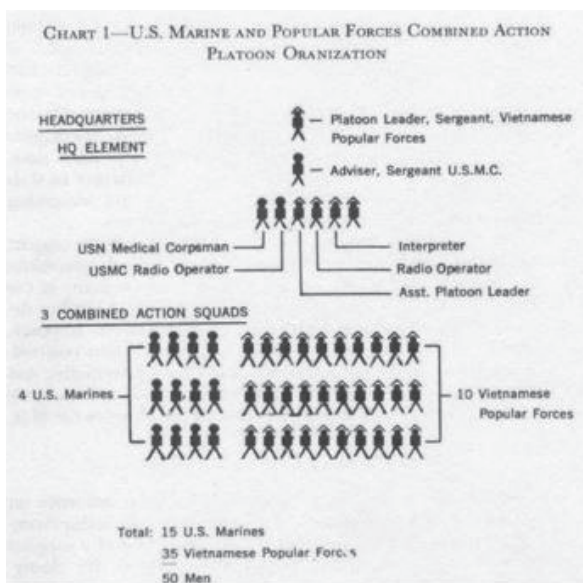 CHART 1—U.S. MARINE AND POPULAR FORCES COMBINED ACTION
PLATOON ORANIZATION
HEADQUARTERS
HQ ELEMENT
Platoon Leader, Sergeant, Vietnamese
Popular Forces
Adviser, Sergeant U.S.M.C.
USN Medical Corpsman
Interpreter
USMC Radio Operator
Radio Operator
Asst. Platoon Leader
3 COMBINED ACTION SQUADS
4 U.S. Marines
10 Vietnamese
Popular Forces
Total: 15 U.S. Marines
35 Vietnamese Popular Forces
50 Men